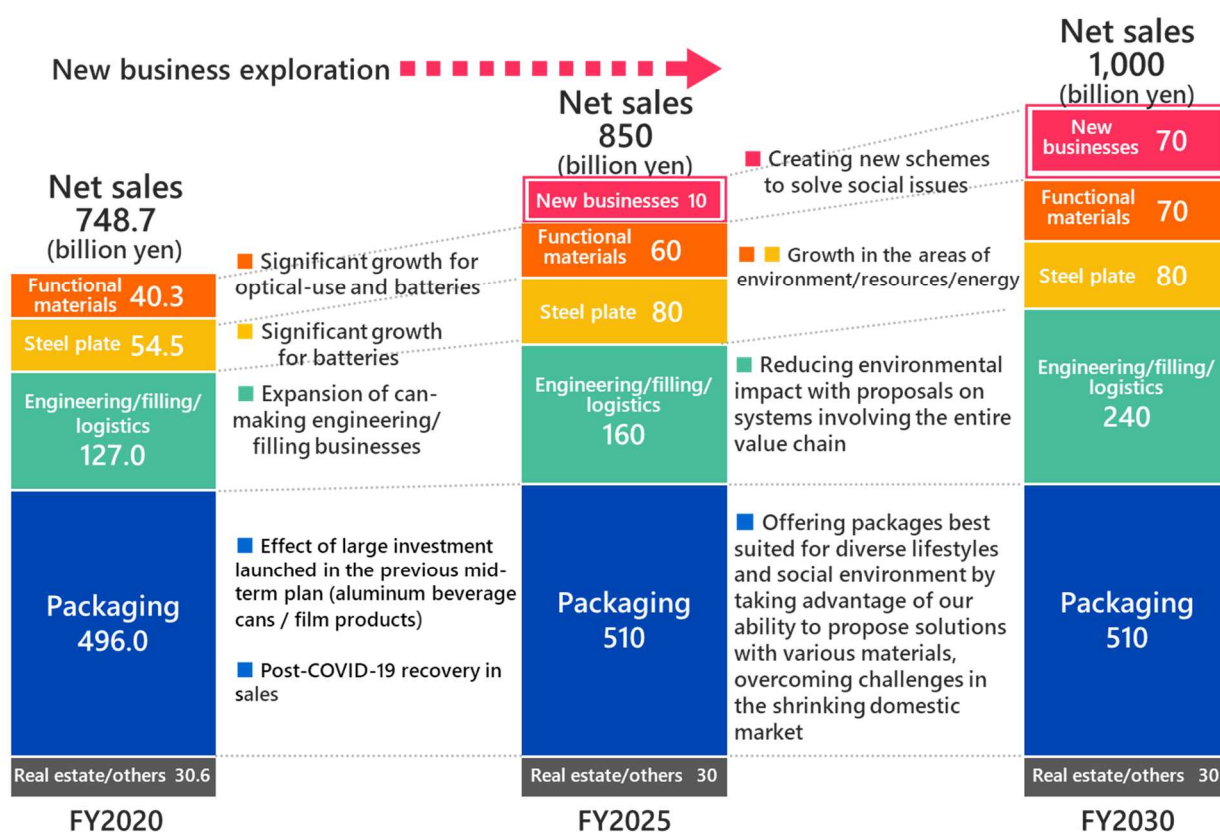 New business exploration
Net sales
748.7
(billion yen)
Functional
materials 40.3
Steel plate 54.5
Engineering/filling/
logistics
127.0
Packaging
496.0
Real estate/others 30.6
FY2020
■ Significant growth for
optical-use and batteries
■ Significant growth
for batteries
■ Expansion of can-
making engineering/
filling businesses
■ Effect of large investment
launched in the previous mid-
term plan (aluminum beverage
cans / film products)
■ Post-COVID-19 recovery in
sales
Net sales
850
(billion yen)
New businesses 10
Functional
materials 60
Steel plate 80
Engineering/filling/
logistics
160
Packaging
510
Real estate/others 30
FY2025
■ Creating new schemes
to solve social issues
■ ■ Growth in the areas of
environment/resources/energy
■ Reducing environmental
impact with proposals on
systems involving the entire
value chain
■ Offering packages best
suited for diverse lifestyles
and social environment by
taking advantage of our
ability to propose solutions
with various materials,
overcoming challenges in
the shrinking domestic
market
Net sales
1,000
(billion yen)
New
businesses 70
Functional
materials 70
Steel plate 80
Engineering/filling/
logistics
240
Packaging
510
Real estate/others 30
FY2030